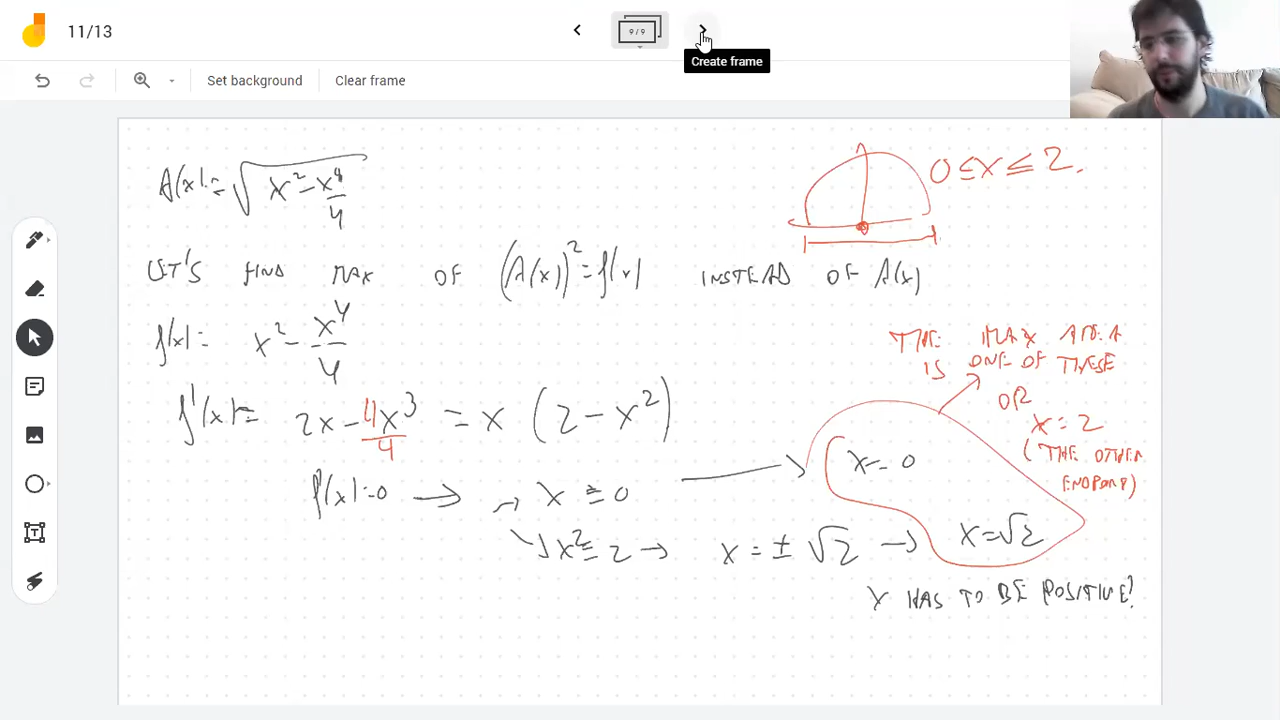 11/13
9/9
Create frame
Set background
Clear frame
A(x)=√(x² - x⁴/4)
0 ≤ x ≤ 2.
LET'S FIND MAX OF (A(x))² = f(x) INSTEAD OF A(x)
f(x)= x² - x⁴/4
THE MAX AREA
IS ONE OF THESE
OR
x = 2
(THE OTHER
ENDPOINT)
f'(x)= 2x - 4x³/4 = x (2 - x²)
f'(x)=0 → x = 0 → x = 0
x² = 2 → x = ± √2 → x = √2
x HAS TO BE POSITIVE!